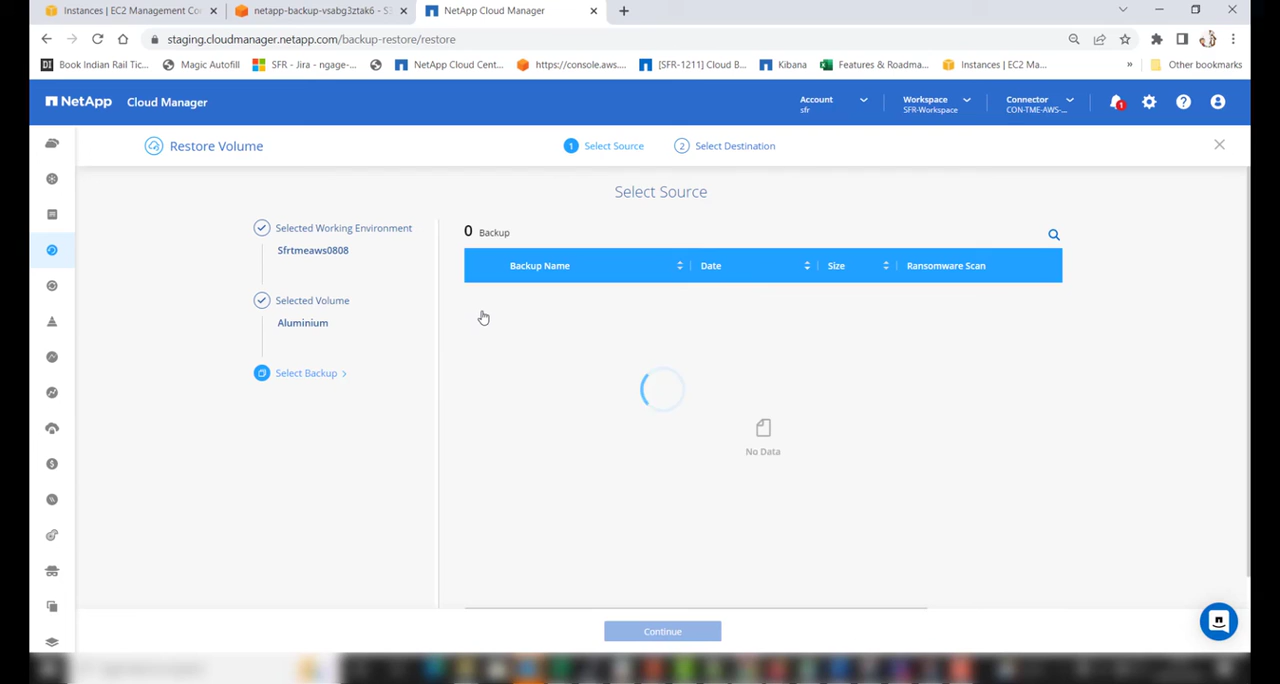 Instances | EC2 Management Co
netapp-backup-vsabg3ztak6 - S
NetApp Cloud Manager
staging.cloudmanager.netapp.com/backup-restore/restore
Book Indian Rail Tic...
Magic Autofill
SFR - Jira - ngage-...
NetApp Cloud Cent...
https://console.aws....
[SFR-1211] Cloud B...
Kibana
Features & Roadma...
Instances | EC2 Ma...
»
Other bookmarks
NetApp
Cloud Manager
Account
sfr
Workspace
SFR-Workspace
Connector
CON-TME-AWS-...
1
Restore Volume
1 Select Source
2 Select Destination
Select Source
Selected Working Environment
Sfrtmeaws0808
Selected Volume
Aluminium
Select Backup >
0 Backup
Backup Name
Date
Size
Ransomware Scan
No Data
Continue